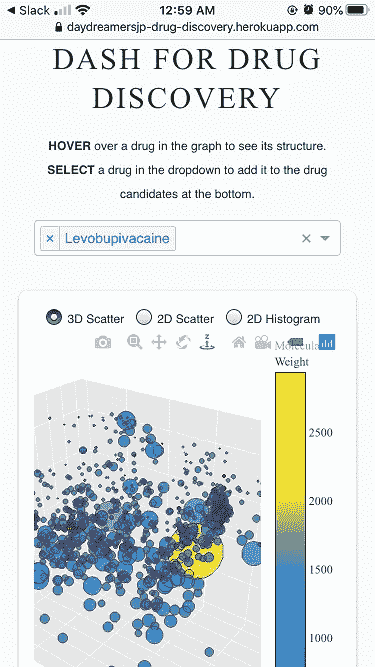 Slack 12:59 AM 90%
daydreamersjp-drug-discovery.herokuapp.com
DASH FOR DRUG
DISCOVERY
HOVER over a drug in the graph to see its structure.
SELECT a drug in the dropdown to add it to the drug
candidates at the bottom.
× Levobupivacaine ×
3D Scatter 2D Scatter 2D Histogram
z
Weight
2500
2000
1500
1000